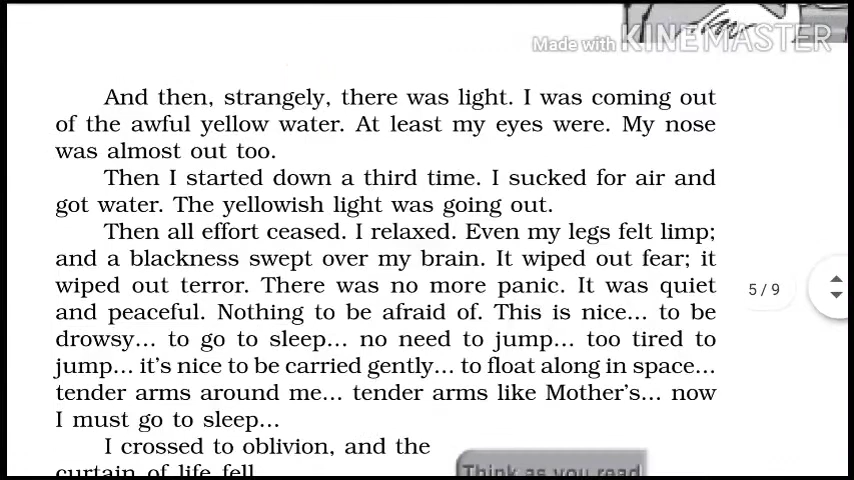 Made with KINEMASTER
And then, strangely, there was light. I was coming out
of the awful yellow water. At least my eyes were. My nose
was almost out too.
Then I started down a third time. I sucked for air and
got water. The yellowish light was going out.
Then all effort ceased. I relaxed. Even my legs felt limp;
and a blackness swept over my brain. It wiped out fear; it
wiped out terror. There was no more panic. It was quiet
and peaceful. Nothing to be afraid of. This is nice... to be
drowsy... to go to sleep... no need to jump... too tired to
jump... it's nice to be carried gently... to float along in space...
tender arms around me... tender arms like Mother's... now
I must go to sleep...
I crossed to oblivion, and the
curtain of life fell.
5/9
Think as you read